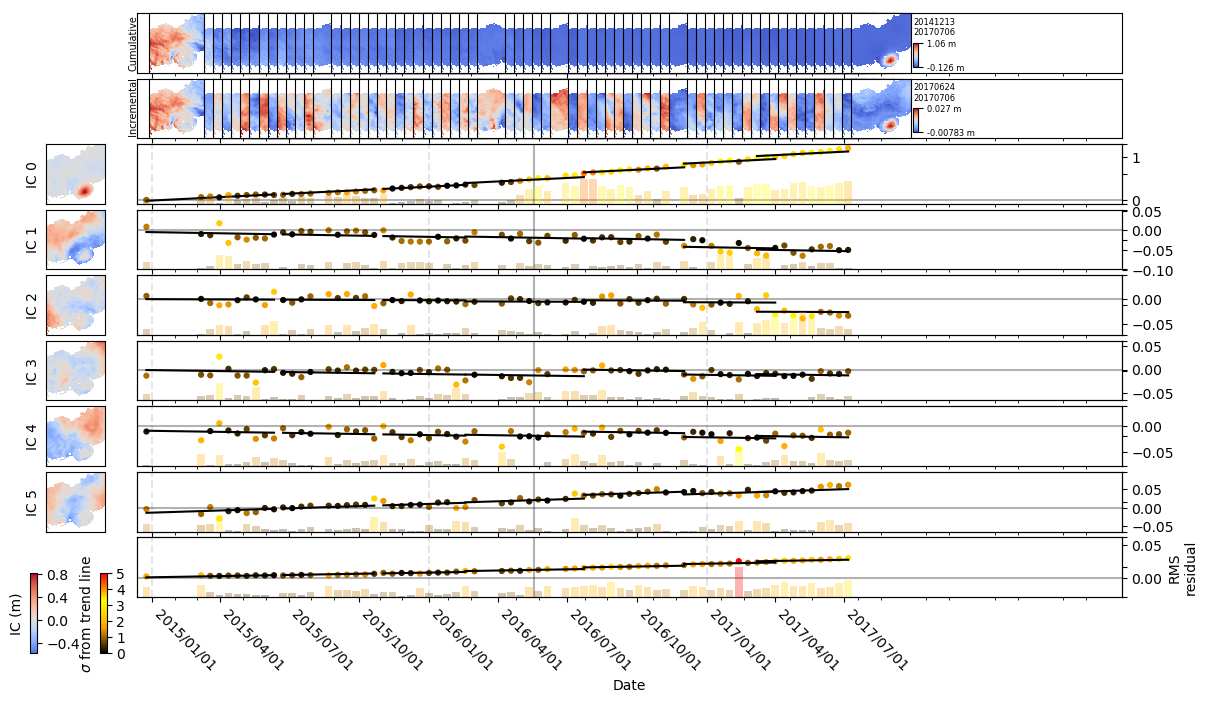 Cumulative
20141213
20170706
1.06 m
-0.126 m
Incremental
20170624
20170706
0.027 m
-0.00783 m
IC 0
1
0
IC 1
0.05
0.00
−0.05
−0.10
IC 2
0.00
−0.05
IC 3
0.05
0.00
−0.05
IC 4
0.00
−0.05
IC 5
0.05
0.00
−0.05
0.05
0.00
RMS
residual
IC (m)
0.8
0.4
0.0
−0.4
σ from trend line
5
4
3
2
1
0
2015/01/01
2015/04/01
2015/07/01
2015/10/01
2016/01/01
2016/04/01
2016/07/01
2016/10/01
2017/01/01
2017/04/01
2017/07/01
Date